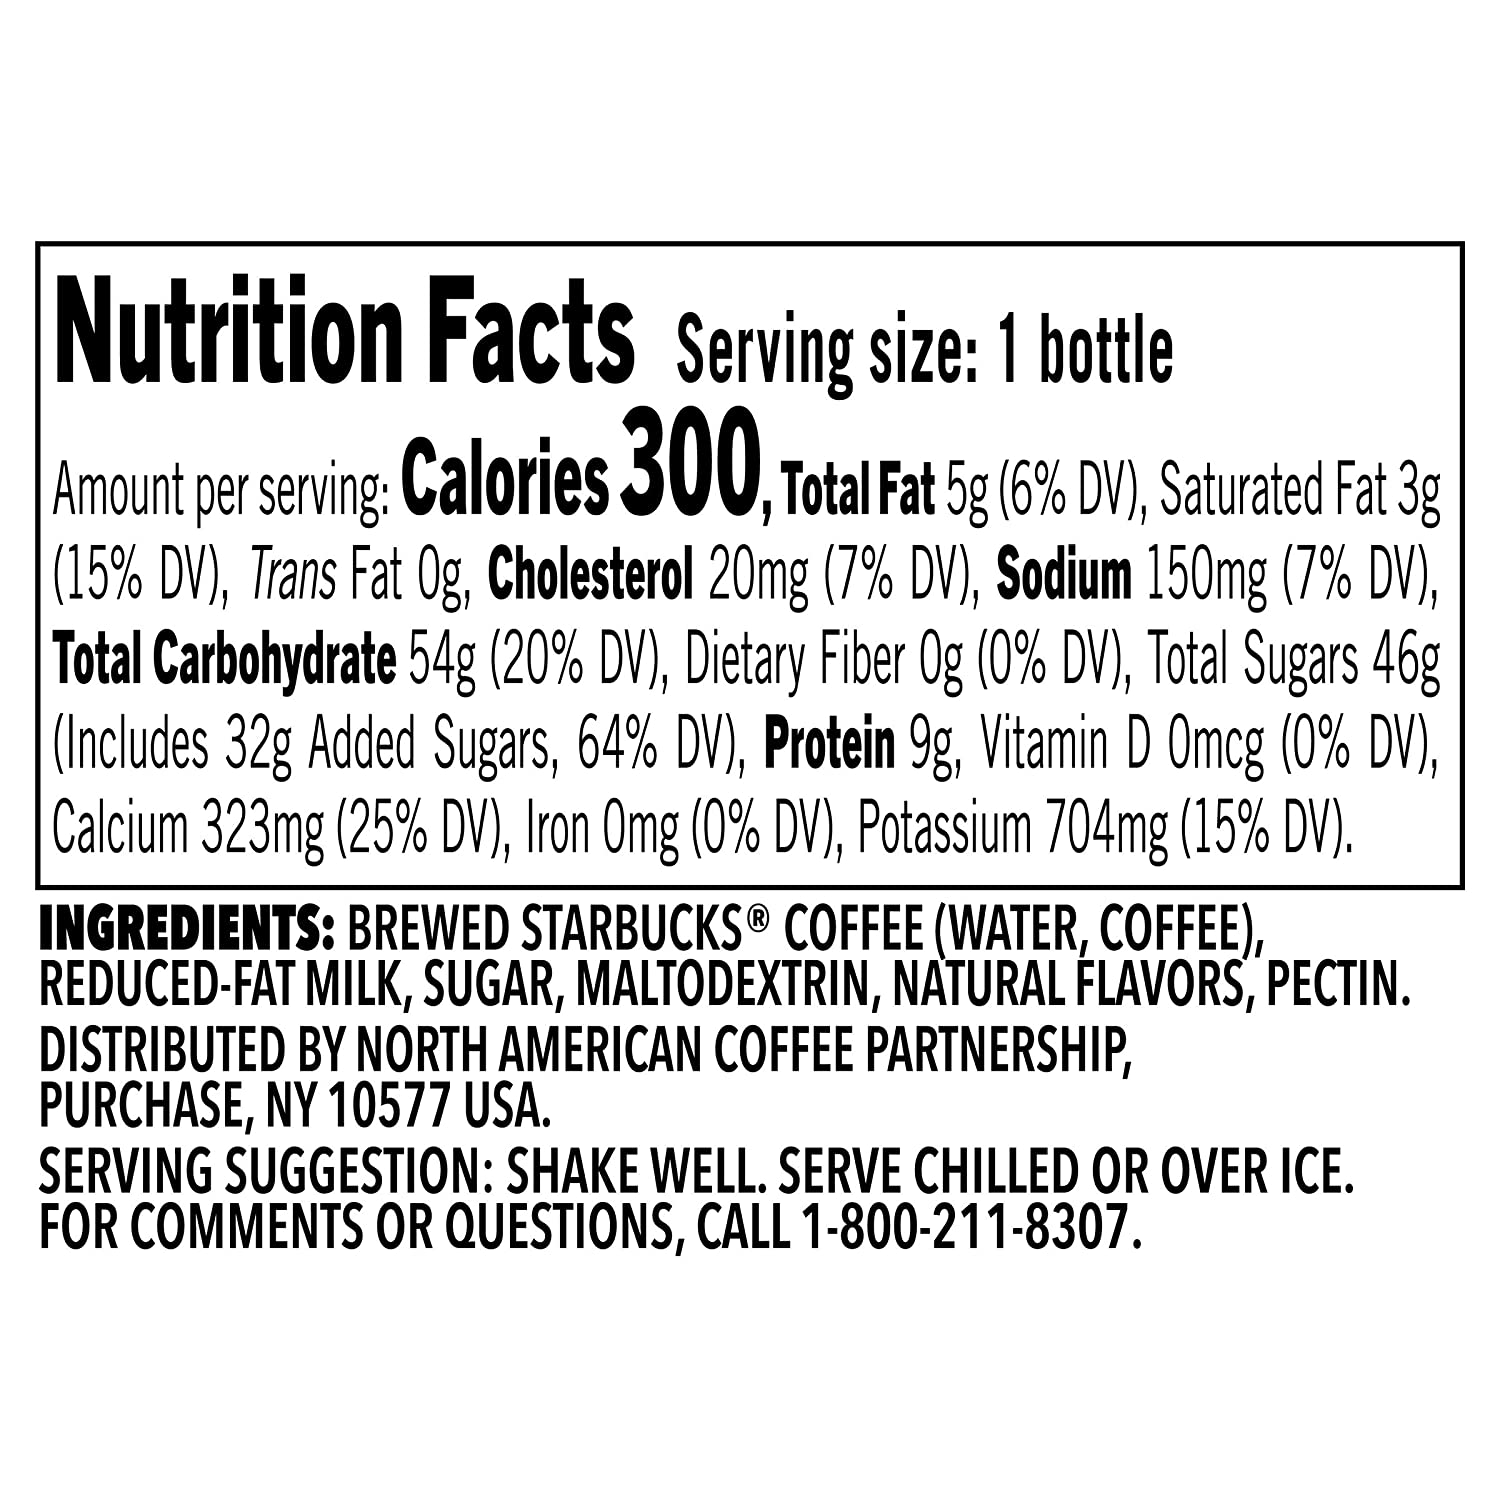 Nutrition Facts Serving size: 1 bottle
Amount per serving: Calories 300, Total Fat 5g (6% DV), Saturated Fat 3g
(15% DV), Trans Fat 0g, Cholesterol 20mg (7% DV), Sodium 150mg (7% DV),
Total Carbohydrate 54g (20% DV), Dietary Fiber 0g (0% DV), Total Sugars 46g
(Includes 32g Added Sugars, 64% DV), Protein 9g, Vitamin D 0mcg (0% DV),
Calcium 323mg (25% DV), Iron 0mg (0% DV), Potassium 704mg (15% DV).
INGREDIENTS: BREWED STARBUCKS® COFFEE (WATER, COFFEE),
REDUCED-FAT MILK, SUGAR, MALTODEXTRIN, NATURAL FLAVORS, PECTIN.
DISTRIBUTED BY NORTH AMERICAN COFFEE PARTNERSHIP,
PURCHASE, NY 10577 USA.
SERVING SUGGESTION: SHAKE WELL. SERVE CHILLED OR OVER ICE.
FOR COMMENTS OR QUESTIONS, CALL 1-800-211-8307.